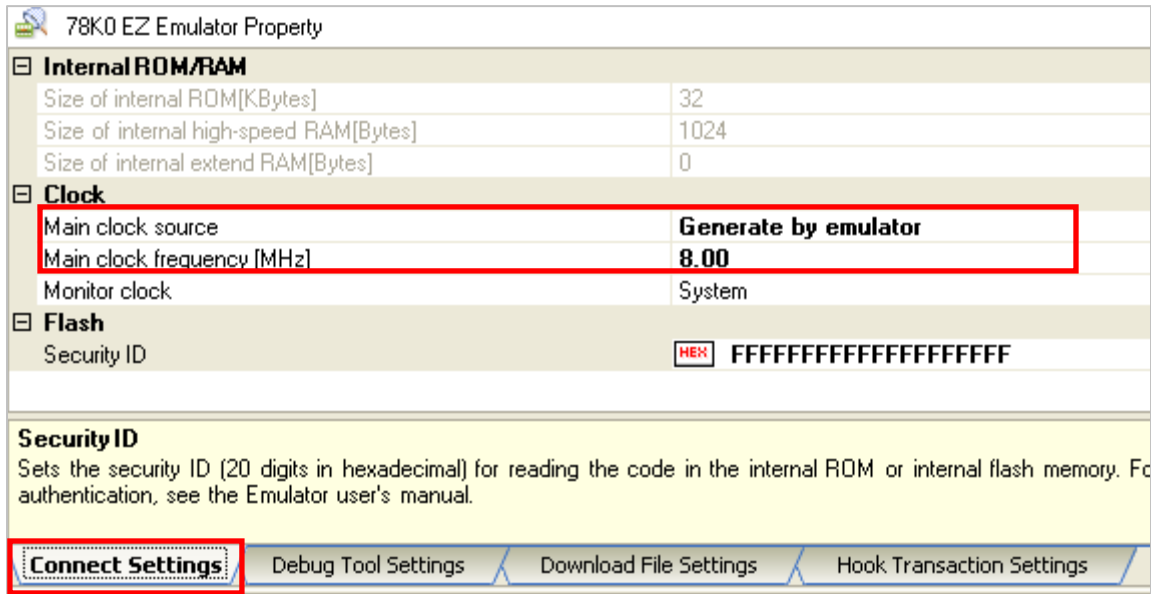 78K0 EZ Emulator Property
Internal ROM/RAM
Size of internal ROM[KBytes] 32
Size of internal high-speed RAM[Bytes] 1024
Size of internal extend RAM[Bytes] 0
Clock
Main clock source Generate by emulator
Main clock frequency [MHz] 8.00
Monitor clock System
Flash
Security ID HEX FFFFFFFFFFFFFFFFFFFF
Security ID
Sets the security ID (20 digits in hexadecimal) for reading the code in the internal ROM or internal flash memory. Fo
authentication, see the Emulator user's manual.
Connect Settings Debug Tool Settings Download File Settings Hook Transaction Settings